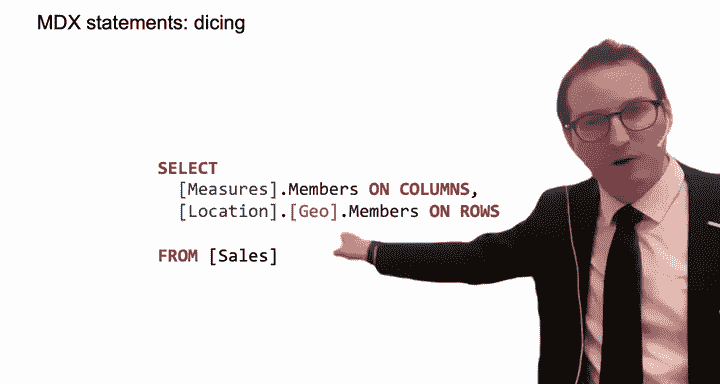 MDX statements: dicing
SELECT
[Measures].Members ON COLUMNS,
[Location].[Geo].Members ON ROWS
FROM [Sales]